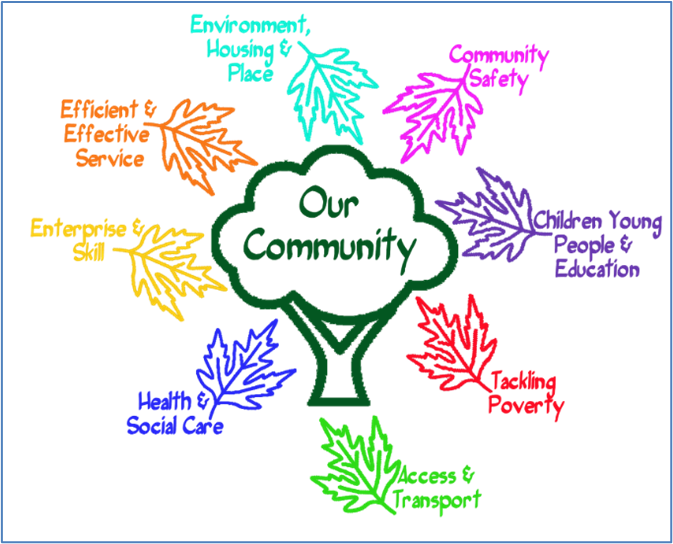 Environment,
Housing &
Place
Community
Safety
Efficient &
Effective
Service
Our
Community
Children Young
People &
Education
Enterprise &
Skill
Tackling
Poverty
Health &
Social Care
Access &
Transport